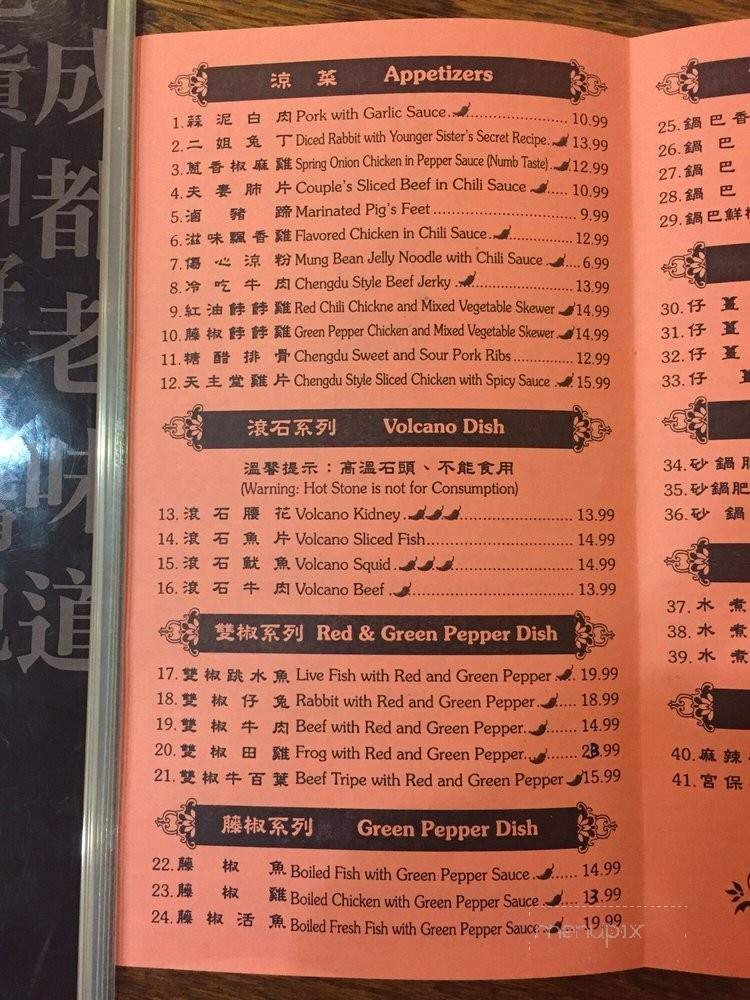 成都老味道
涼菜 Appetizers
1. 蒜泥白肉 Pork with Garlic Sauce 10.99
2. 二姐兔丁 Diced Rabbit with Younger Sister's Secret Recipe. 13.99
3. 蔥香椒麻雞 Spring Onion Chicken in Pepper Sauce (Numb Taste) 12.99
4. 夫妻肺片 Couple's Sliced Beef in Chili Sauce 10.99
5. 滷豬蹄 Marinated Pig's Feet 9.99
6. 滋味飄香雞 Flavored Chicken in Chili Sauce 12.99
7. 傷心涼粉 Mung Bean Jelly Noodle with Chili Sauce 6.99
8. 冷吃牛肉 Chengdu Style Beef Jerky 13.99
9. 紅油餑餑雞 Red Chili Chickne and Mixed Vegetable Skewer 14.99
10. 藤椒餑餑雞 Green Pepper Chicken and Mixed Vegetable Skewer 14.99
11. 糖醋排骨 Chengdu Sweet and Sour Pork Ribs 12.99
12. 天主堂雞片 Chengdu Style Sliced Chicken with Spicy Sauce 15.99
滾石系列 Volcano Dish
溫馨提示：高溫石頭、不能食用
(Warning: Hot Stone is not for Consumption)
13. 滾石腰花 Volcano Kidney 13.99
14. 滾石魚片 Volcano Sliced Fish 14.99
15. 滾石魷魚 Volcano Squid 14.99
16. 滾石牛肉 Volcano Beef 13.99
雙椒系列 Red & Green Pepper Dish
17. 雙椒跳水魚 Live Fish with Red and Green Pepper 19.99
18. 雙椒仔兔 Rabbit with Red and Green Pepper 18.99
19. 雙椒牛肉 Beef with Red and Green Pepper 14.99
20. 雙椒田雞 Frog with Red and Green Pepper
21. 雙椒牛百葉 Beef Tripe with Red and Green Pepper 15.99
藤椒系列 Green Pepper Dish
22. 藤椒魚 Boiled Fish with Green Pepper Sauce 14.99
23. 藤椒雞 Boiled Chicken with Green Pepper Sauce 13.99
24. 藤椒活魚 Boiled Fresh Fish with Green Pepper Sauce 19.99
25. 鍋巴香
26. 鍋巴
27. 鍋巴
28. 鍋巴
29. 鍋巴鮮
30. 仔薑
31. 仔薑
32. 仔薑
33. 仔薑
34. 砂鍋
35. 砂鍋肥
36. 砂鍋
37. 水煮
38. 水煮
39. 水煮
40. 麻辣
41. 宮保
menupix